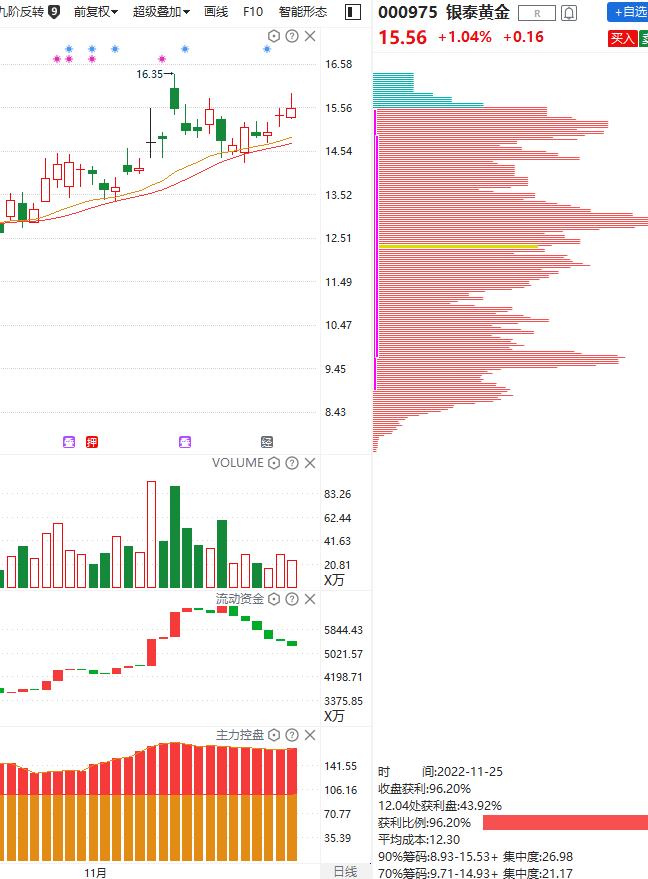 九阴反转 9 前复权 超级叠加 画线 F10 智能形态
000975 银泰黄金 R +自选
15.56 +1.04% +0.16 买入 卖
16.35
16.58
15.56
14.54
13.52
12.51
11.49
10.47
9.45
8.43
押
VOLUME
83.26
62.44
41.63
20.81
X万
流动资金
5844.43
5021.57
4198.71
3375.85
X万
主力控盘
141.55
106.16
70.77
35.39
11月 日线
时 间:2022-11-25
收盘获利:96.20%
12.04处获利盘:43.92%
获利比例:96.20%
平均成本:12.30
90%筹码:8.93-15.53+ 集中度:26.98
70%筹码:9.71-14.93+ 集中度:21.17